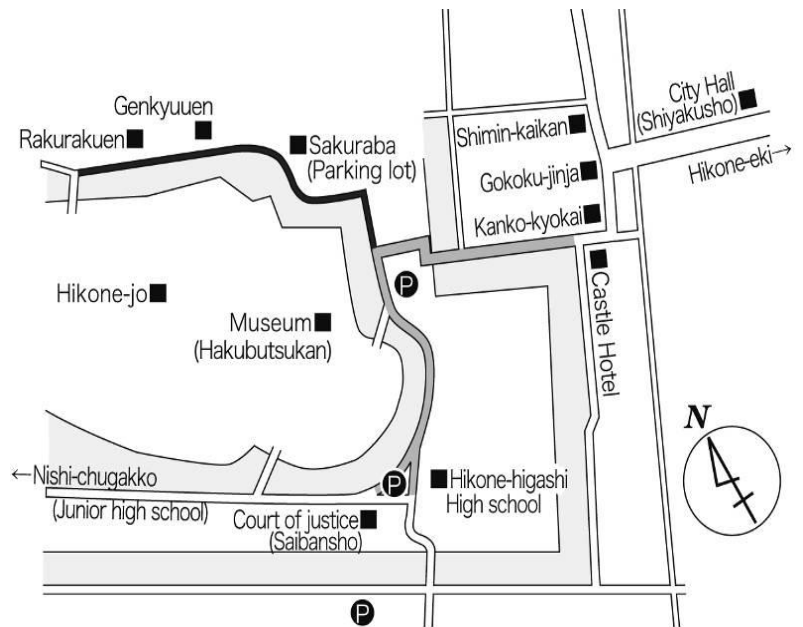 Genkyuuen
Rakurakuen
Sakuraba
(Parking lot)
Shimin-kaikan
City Hall
(Shiyakusho)
Gokoku-jinja
Hikone-eki→
Kanko-kyokai
P
Castle Hotel
Hikone-jo
Museum
(Hakubutsukan)
N
←Nishi-chugakko
(Junior high school)
P
Hikone-higashi
High school
Court of justice
(Saibansho)
P